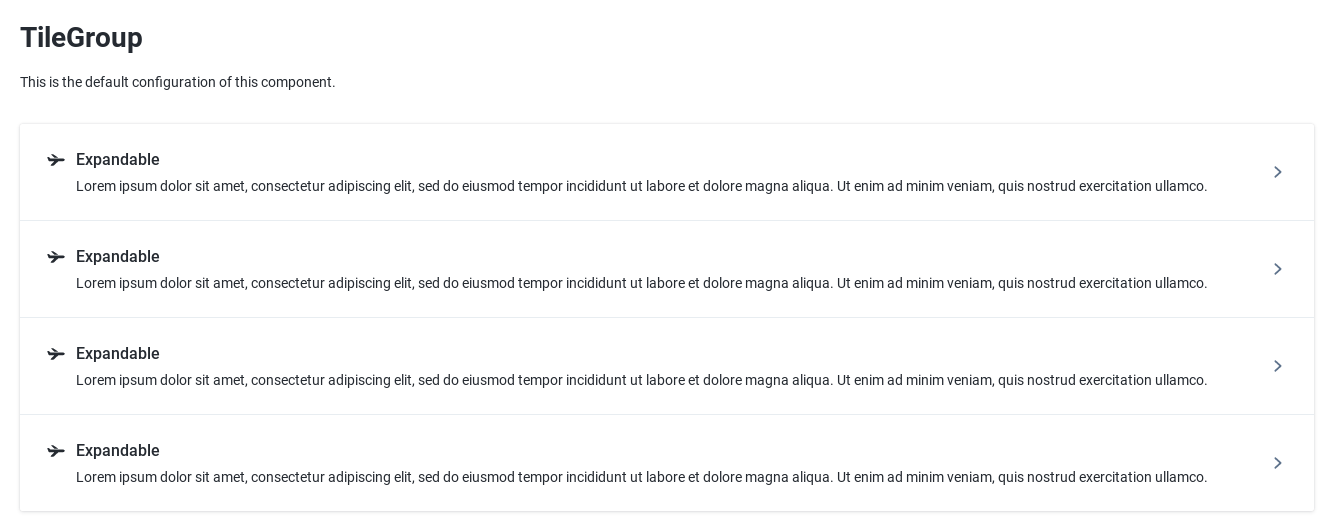 TileGroup
This is the default configuration of this component.
Expandable
Lorem ipsum dolor sit amet, consectetur adipiscing elit, sed do eiusmod tempor incididunt ut labore et dolore magna aliqua. Ut enim ad minim veniam, quis nostrud exercitation ullamco.
Expandable
Lorem ipsum dolor sit amet, consectetur adipiscing elit, sed do eiusmod tempor incididunt ut labore et dolore magna aliqua. Ut enim ad minim veniam, quis nostrud exercitation ullamco.
Expandable
Lorem ipsum dolor sit amet, consectetur adipiscing elit, sed do eiusmod tempor incididunt ut labore et dolore magna aliqua. Ut enim ad minim veniam, quis nostrud exercitation ullamco.
Expandable
Lorem ipsum dolor sit amet, consectetur adipiscing elit, sed do eiusmod tempor incididunt ut labore et dolore magna aliqua. Ut enim ad minim veniam, quis nostrud exercitation ullamco.